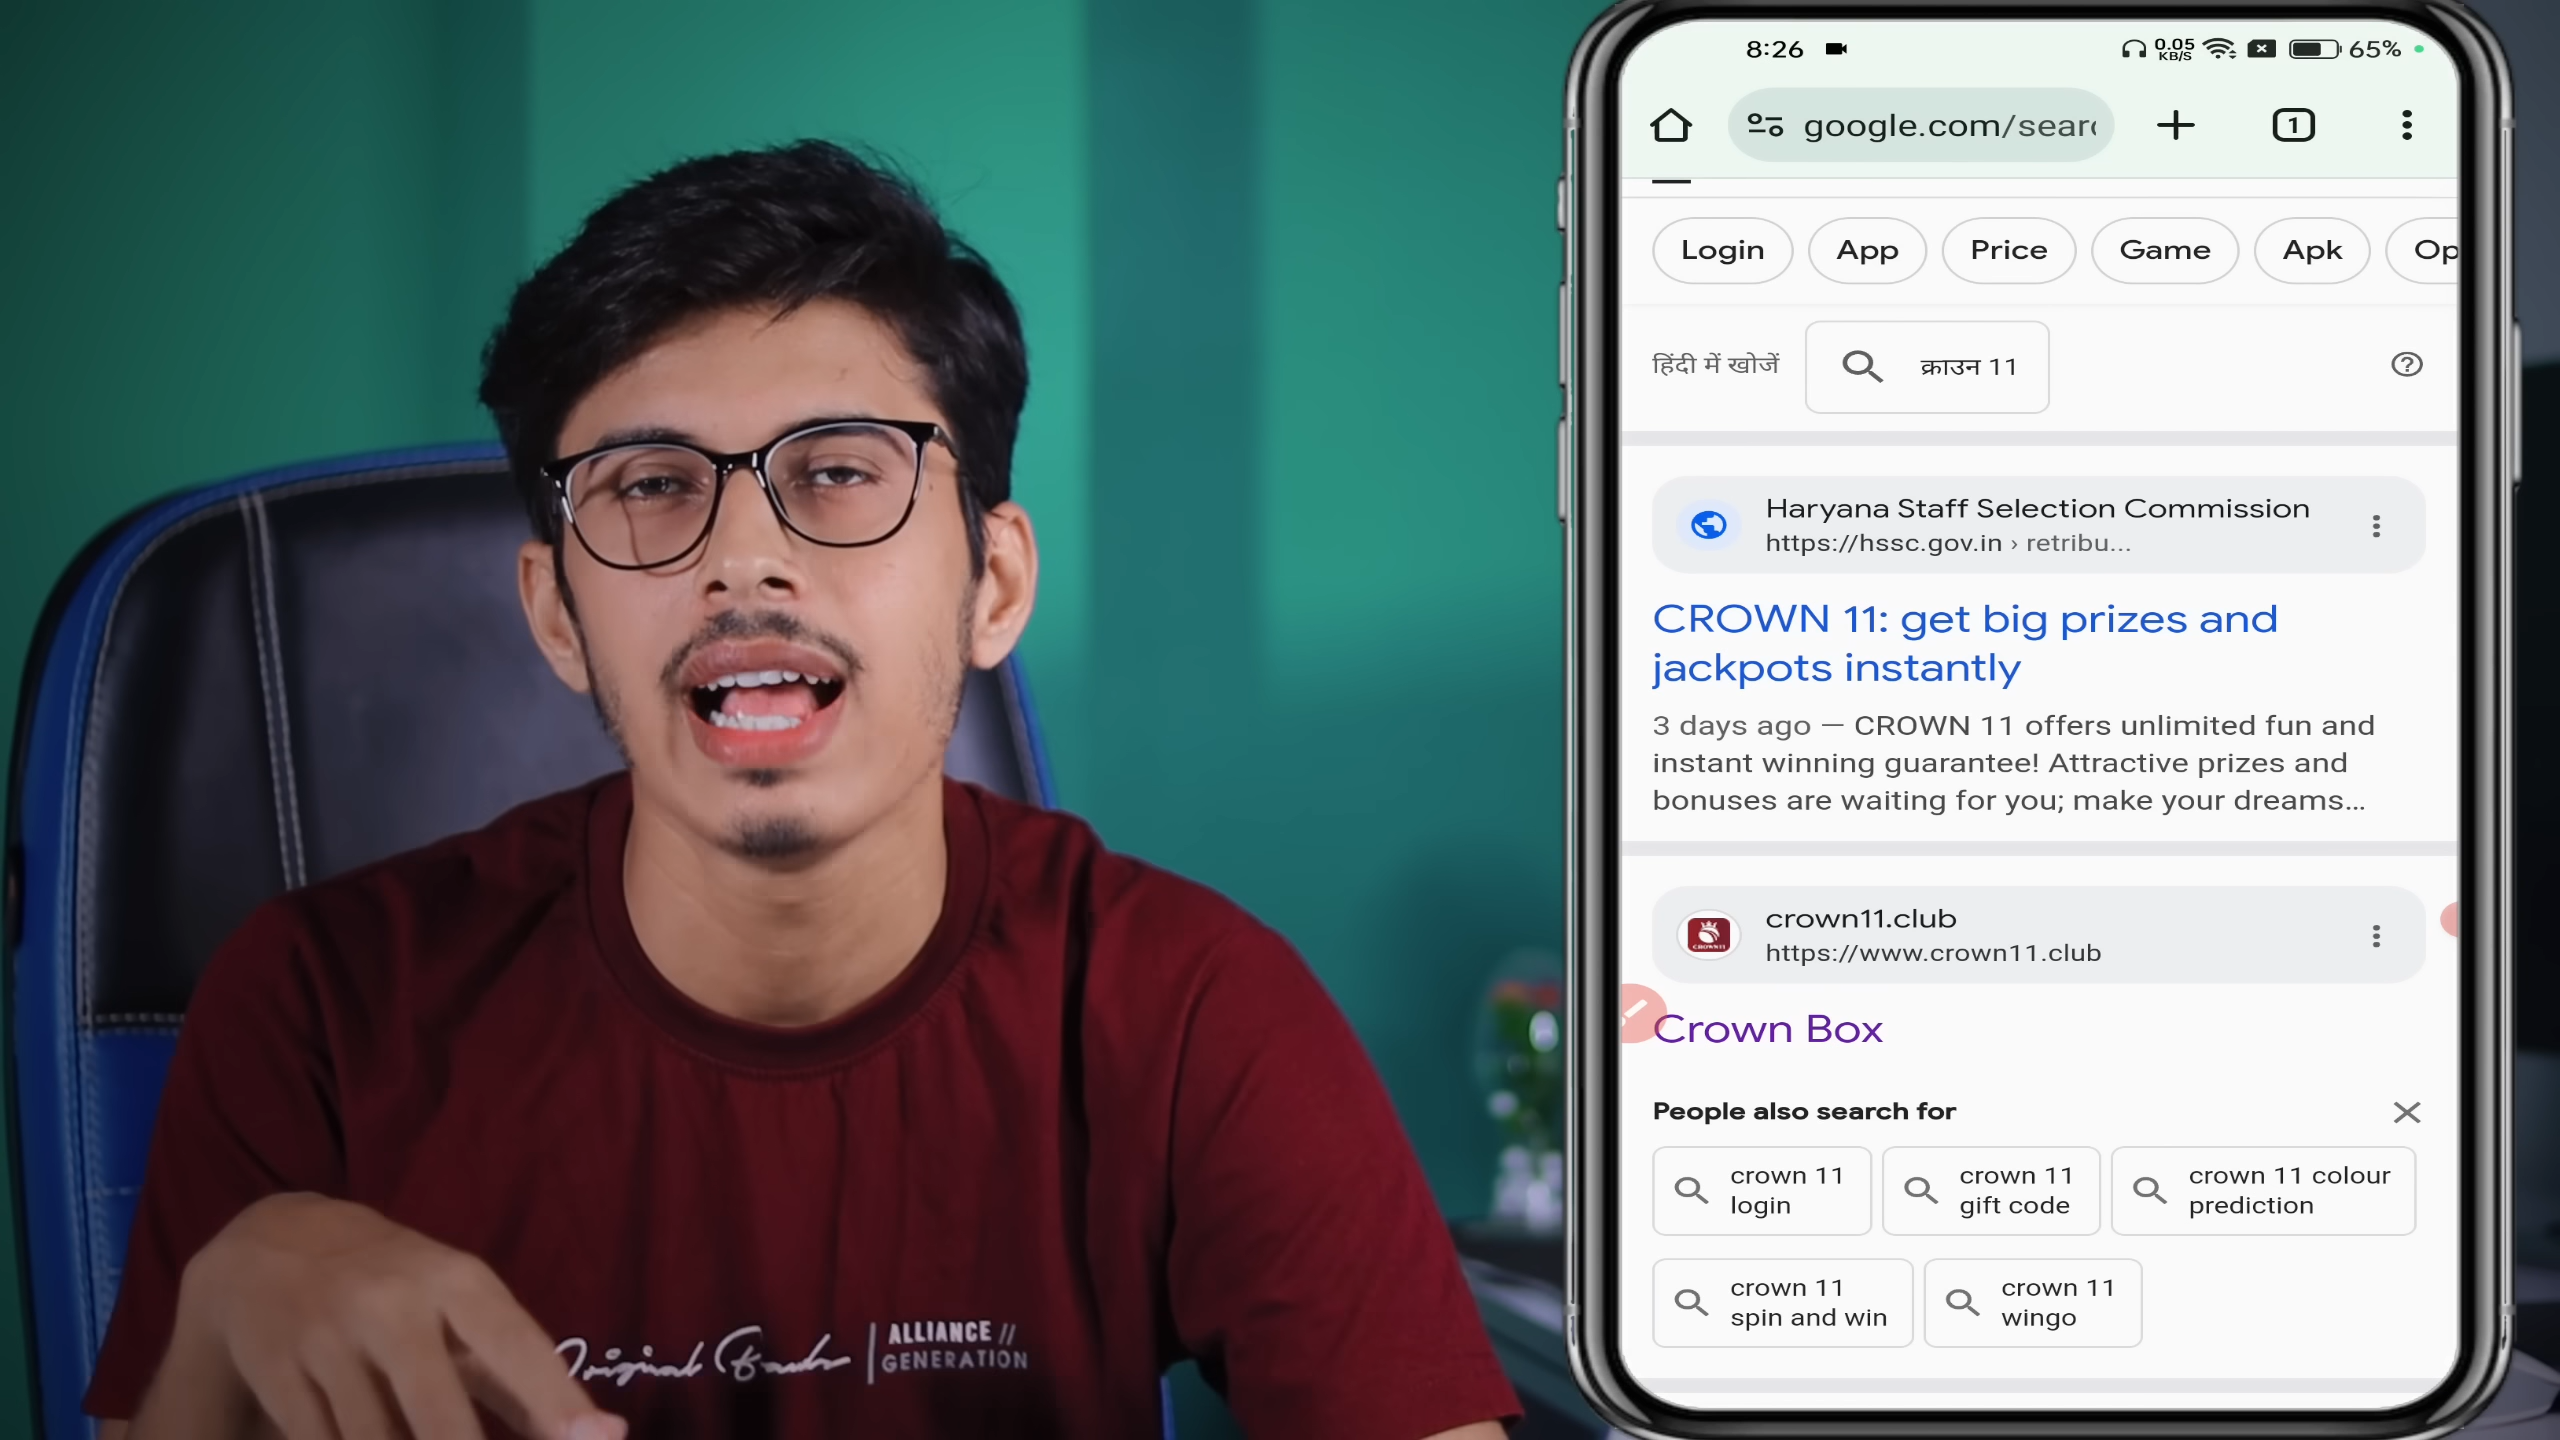 8:26
0.05
KB/S
65%
google.com/sear
1
Login
App
Price
Game
Apk
Op
हिंदी में खोजें
क्राउन 11
Haryana Staff Selection Commission
https://hssc.gov.in › retribu...
CROWN 11: get big prizes and
jackpots instantly
3 days ago — CROWN 11 offers unlimited fun and
instant winning guarantee! Attractive prizes and
bonuses are waiting for you; make your dreams...
crown11.club
https://www.crown11.club
CROWN11
Crown Box
People also search for
crown 11
login
crown 11
gift code
crown 11 colour
prediction
crown 11
spin and win
crown 11
wingo
Original
ALLIANCE //
GENERATION